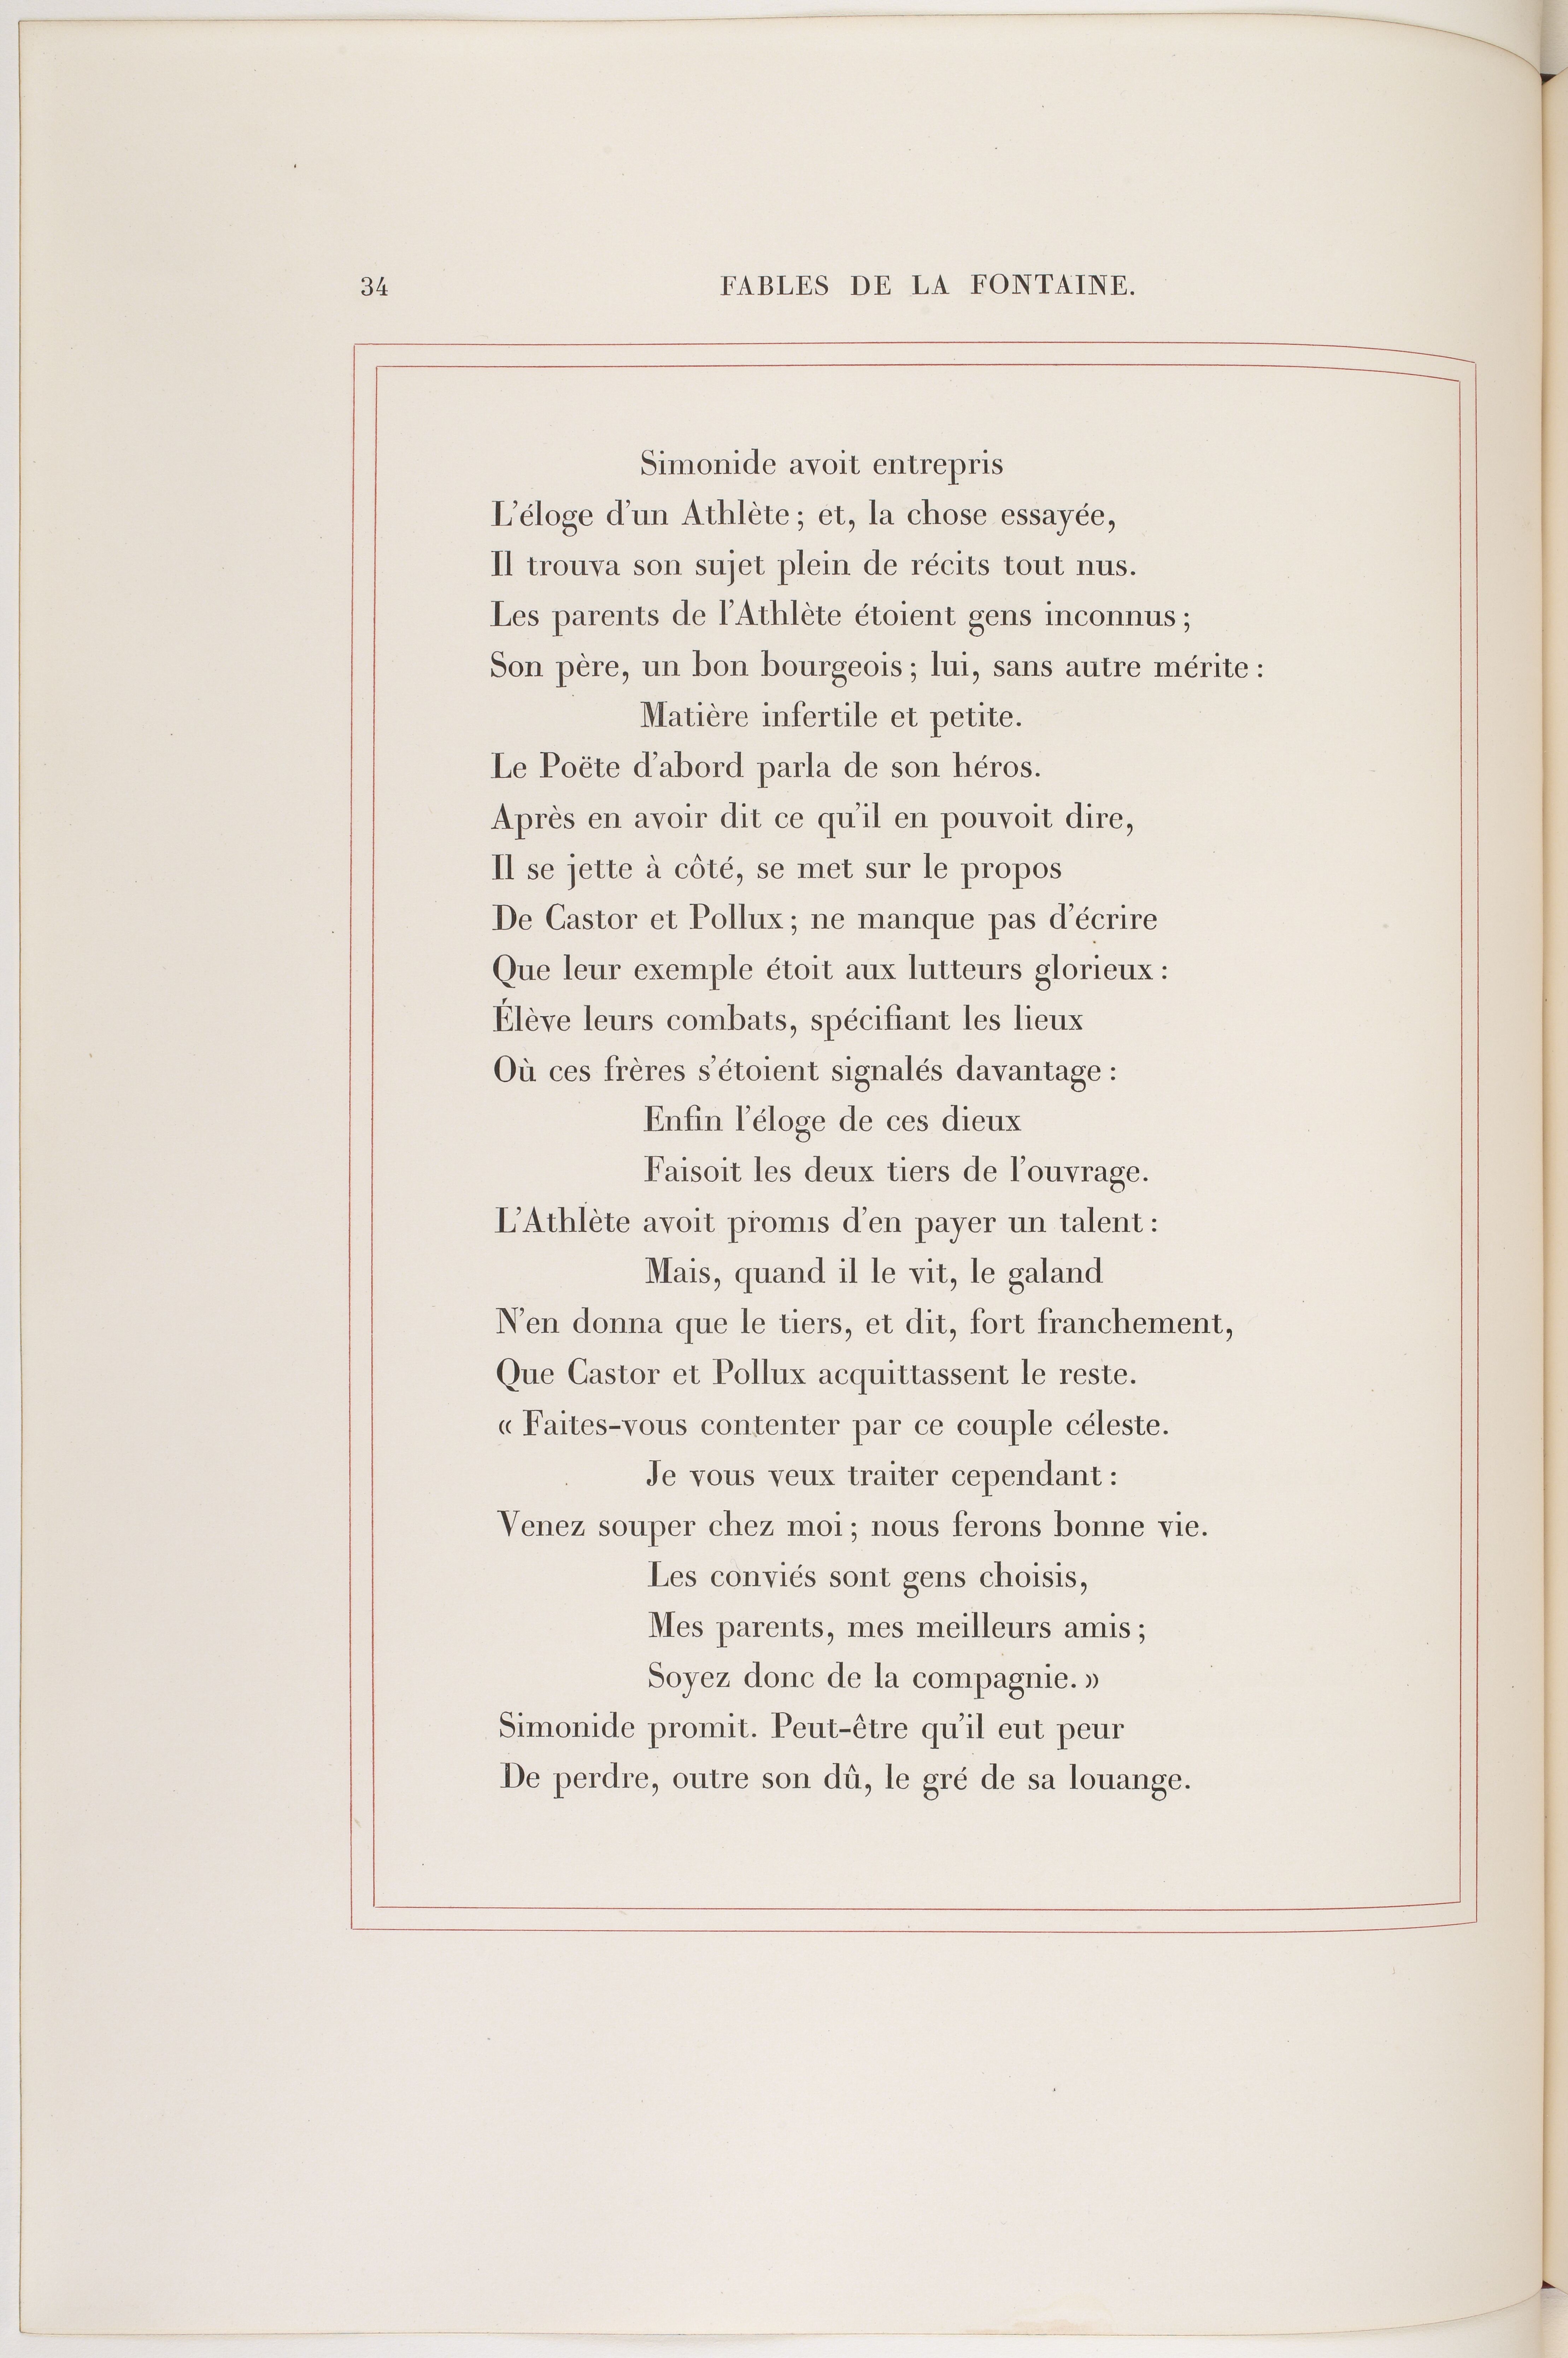 34
FABLES DE LA FONTAINE.
Simonide avoit entrepris
L'éloge d'un Athlète ; et, la chose essayée,
Il trouva son sujet plein de récits tout nus.
Les parents de l'Athlète étoient gens inconnus ;
Son père, un bon bourgeois ; lui, sans autre mérite :
Matière infertile et petite.
Le Poëte d'abord parla de son héros.
Après en avoir dit ce qu'il en pouvoit dire,
Il se jette à côté, se met sur le propos
De Castor et Pollux ; ne manque pas d'écrire
Que leur exemple étoit aux lutteurs glorieux :
Élève leurs combats, spécifiant les lieux
Où ces frères s'étoient signalés davantage :
Enfin l'éloge de ces dieux
Faisoit les deux tiers de l'ouvrage.
L'Athlète avoit promis d'en payer un talent :
Mais, quand il le vit, le galand
N'en donna que le tiers, et dit, fort franchement,
Que Castor et Pollux acquittassent le reste.
« Faites-vous contenter par ce couple céleste.
Je vous veux traiter cependant :
Venez souper chez moi ; nous ferons bonne vie.
Les conviés sont gens choisis,
Mes parents, mes meilleurs amis ;
Soyez donc de la compagnie. »
Simonide promit. Peut-être qu'il eut peur
De perdre, outre son dû, le gré de sa louange.